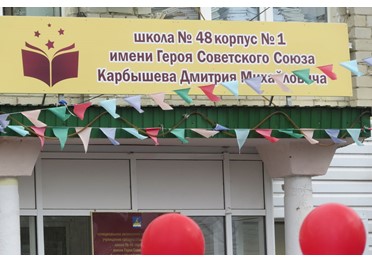 школа № 48 корпус № 1
имени Героя Советского Союза
Карбышева Дмитрия Михайловича